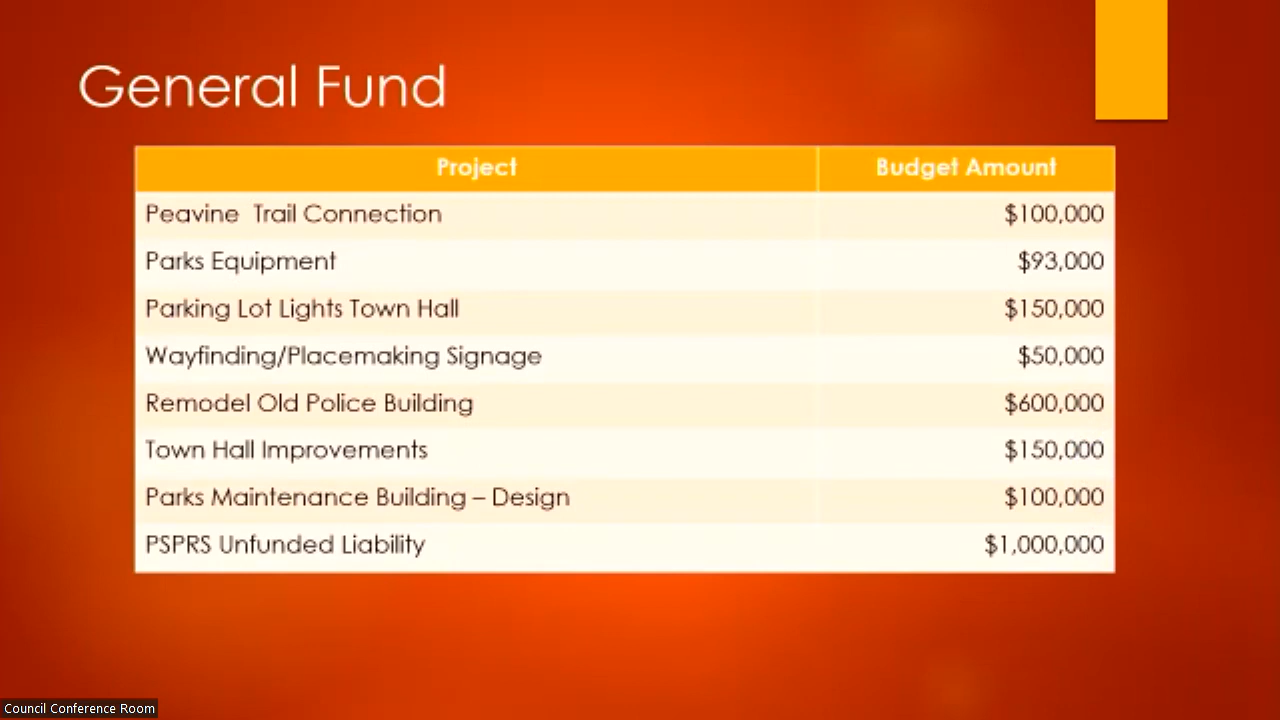 General Fund
Project Budget Amount
Peavine Trail Connection $100,000
Parks Equipment $93,000
Parking Lot Lights Town Hall $150,000
Wayfinding/Placemaking Signage $50,000
Remodel Old Police Building $600,000
Town Hall Improvements $150,000
Parks Maintenance Building – Design $100,000
PSPRS Unfunded Liability $1,000,000
Council Conference Room